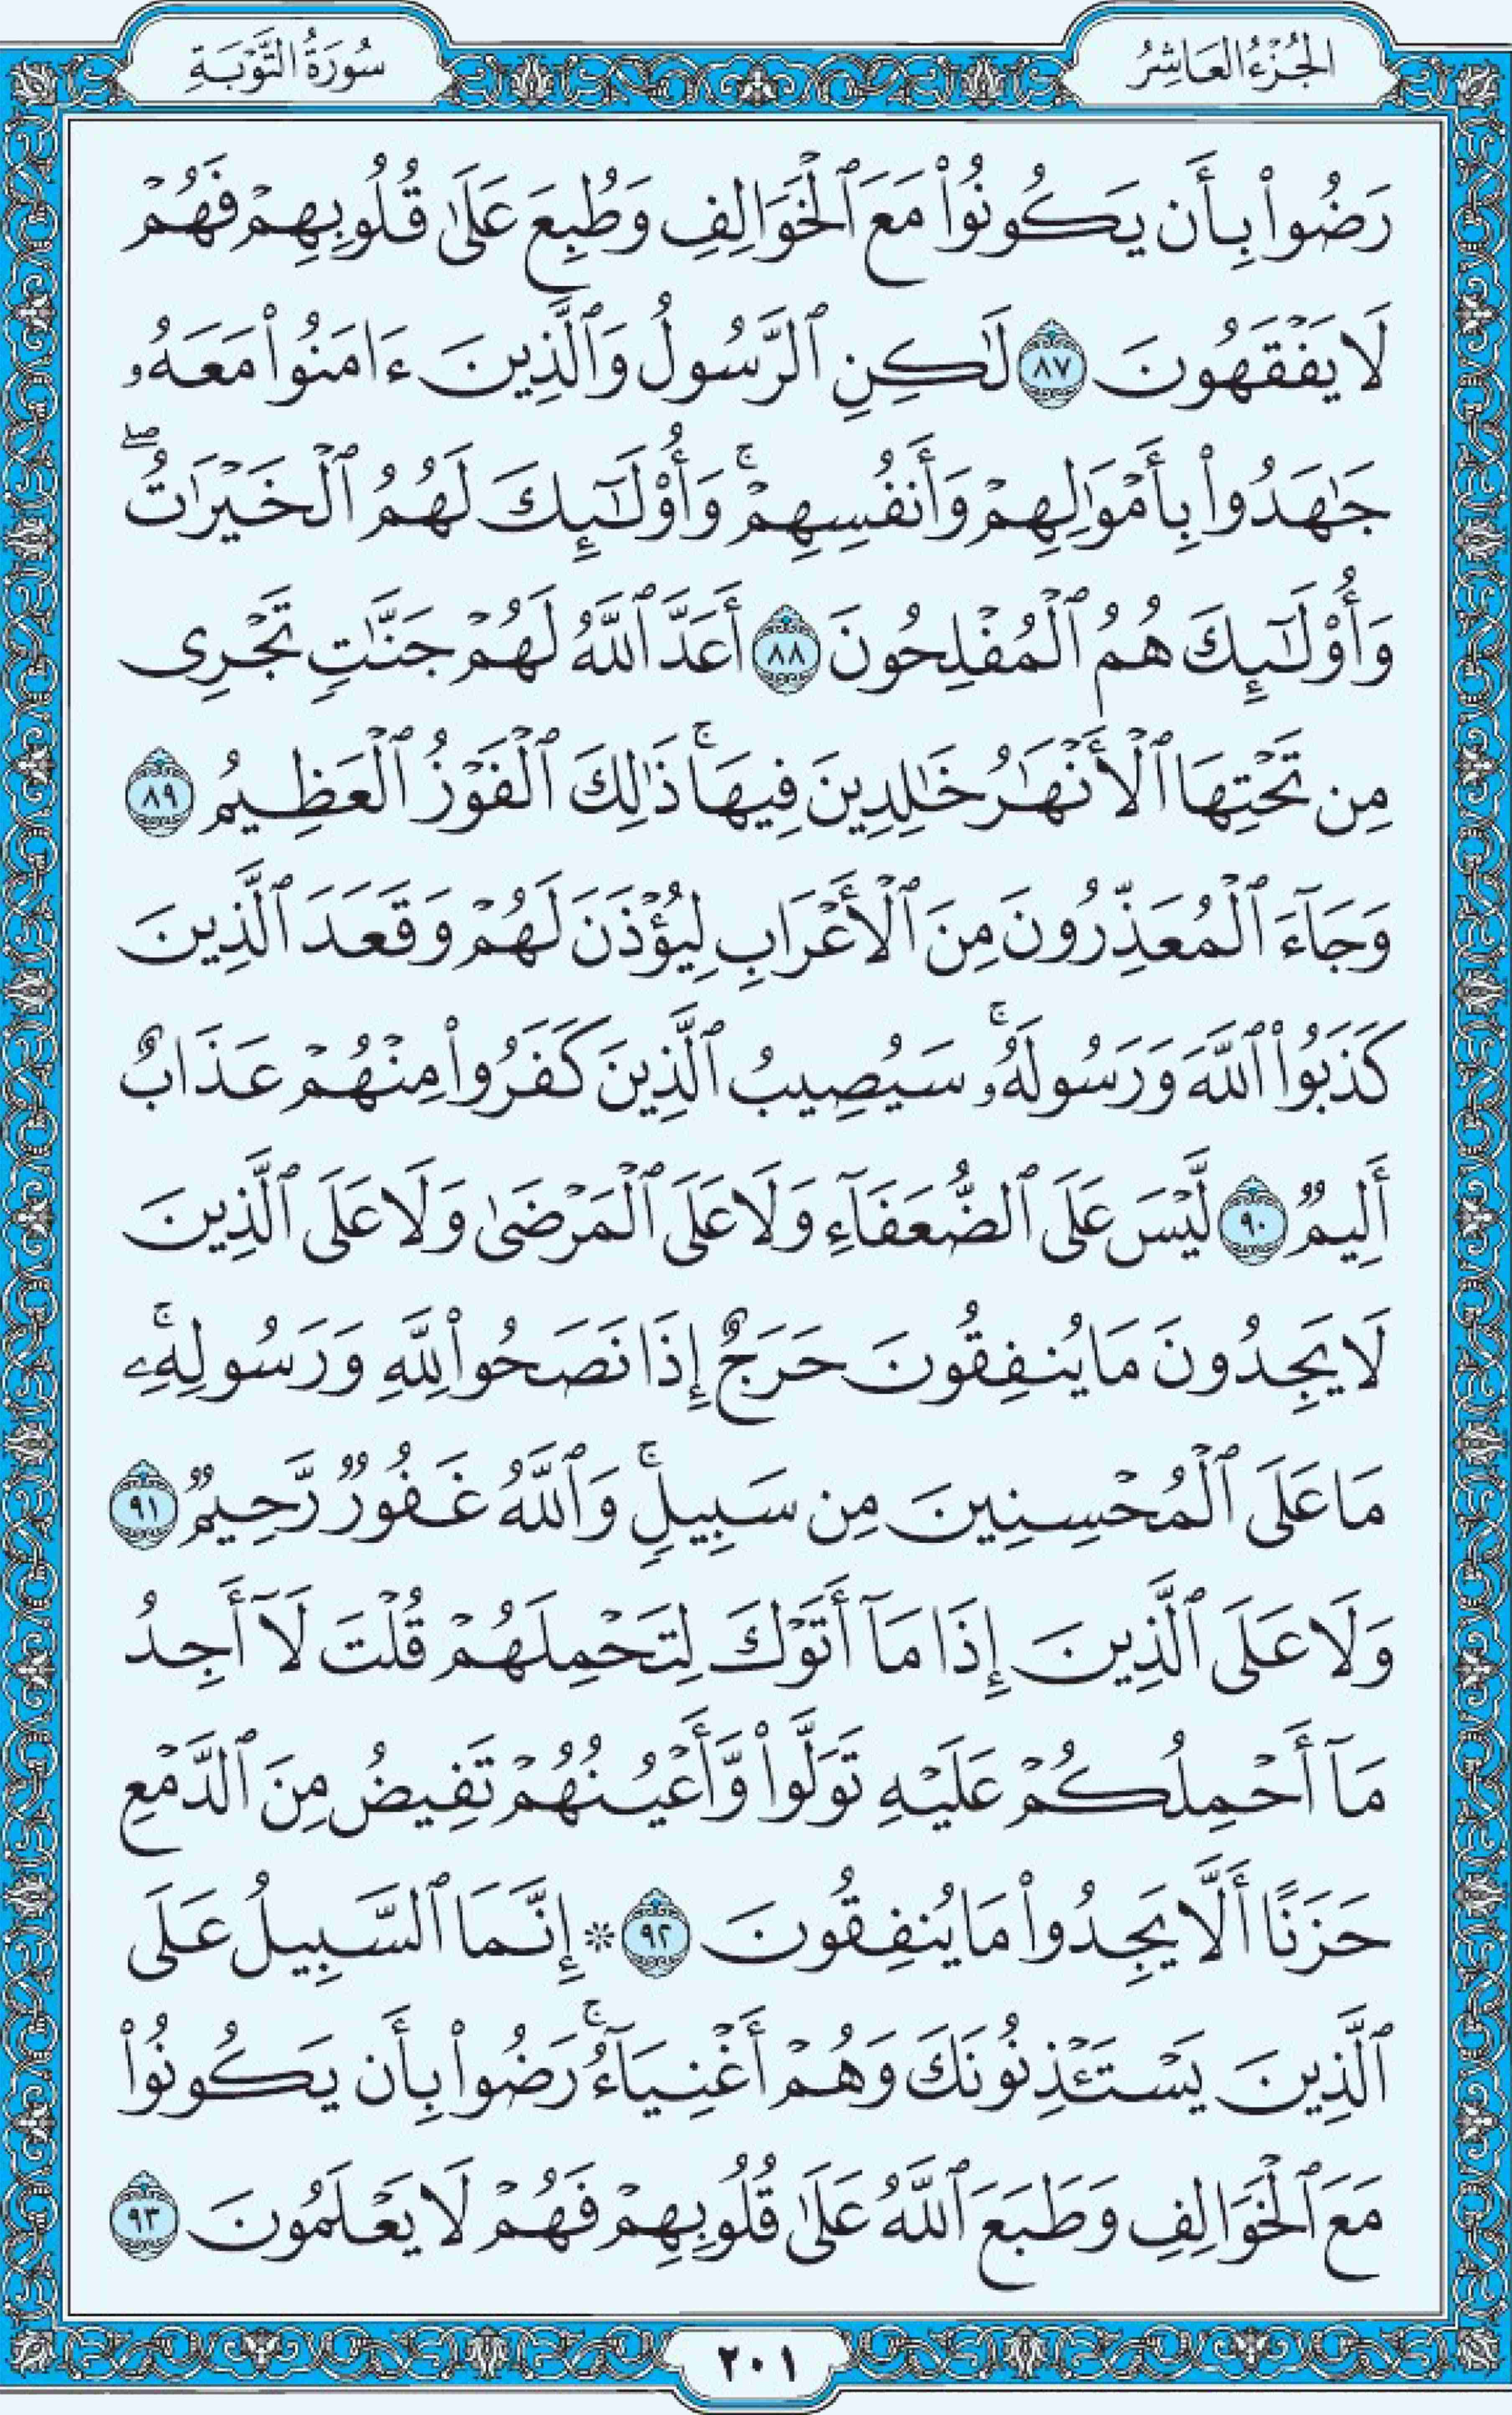 الجُزْءُ العَاشِرُ
سُورَةُ التَّوْبَةِ
رَضُوا۟ بِأَن يَكُونُوا۟ مَعَ ٱلْخَوَالِفِ وَطُبِعَ عَلَىٰ قُلُوبِهِمْ فَهُمْ
لَا يَفْقَهُونَ ٨٧ لَٰكِنِ ٱلرَّسُولُ وَٱلَّذِينَ ءَامَنُوا۟ مَعَهُۥ
جَٰهَدُوا۟ بِأَمْوَٰلِهِمْ وَأَنفُسِهِمْ ۚ وَأُو۟لَٰٓئِكَ لَهُمُ ٱلْخَيْرَٰتُ ۖ
وَأُو۟لَٰٓئِكَ هُمُ ٱلْمُفْلِحُونَ ٨٨ أَعَدَّ ٱللَّهُ لَهُمْ جَنَّٰتٍ تَجْرِى
مِن تَحْتِهَا ٱلْأَنْهَٰرُ خَٰلِدِينَ فِيهَا ۚ ذَٰلِكَ ٱلْفَوْزُ ٱلْعَظِيمُ ٨٩
وَجَآءَ ٱلْمُعَذِّرُونَ مِنَ ٱلْأَعْرَابِ لِيُؤْذَنَ لَهُمْ وَقَعَدَ ٱلَّذِينَ
كَذَبُوا۟ ٱللَّهَ وَرَسُولَهُۥ ۚ سَيُصِيبُ ٱلَّذِينَ كَفَرُوا۟ مِنْهُمْ عَذَابٌ
أَلِيمٌ ٩٠ لَّيْسَ عَلَى ٱلضُّعَفَآءِ وَلَا عَلَى ٱلْمَرْضَىٰ وَلَا عَلَى ٱلَّذِينَ
لَا يَجِدُونَ مَا يُنفِقُونَ حَرَجٌ إِذَا نَصَحُوا۟ لِلَّهِ وَرَسُولِهِۦ ۚ
مَا عَلَى ٱلْمُحْسِنِينَ مِن سَبِيلٍ ۚ وَٱللَّهُ غَفُورٌ رَّحِيمٌ ٩١
وَلَا عَلَى ٱلَّذِينَ إِذَا مَآ أَتَوْكَ لِتَحْمِلَهُمْ قُلْتَ لَآ أَجِدُ
مَآ أَحْمِلُكُمْ عَلَيْهِ تَوَلَّوا۟ وَّأَعْيُنُهُمْ تَفِيضُ مِنَ ٱلدَّمْعِ
حَزَنًا أَلَّا يَجِدُوا۟ مَا يُنفِقُونَ ٩٢ ۞ إِنَّمَا ٱلسَّبِيلُ عَلَى
ٱلَّذِينَ يَسْتَـْٔذِنُونَكَ وَهُمْ أَغْنِيَآءُ ۚ رَضُوا۟ بِأَن يَكُونُوا۟
مَعَ ٱلْخَوَالِفِ وَطَبَعَ ٱللَّهُ عَلَىٰ قُلُوبِهِمْ فَهُمْ لَا يَعْلَمُونَ ٩٣
٢٠١